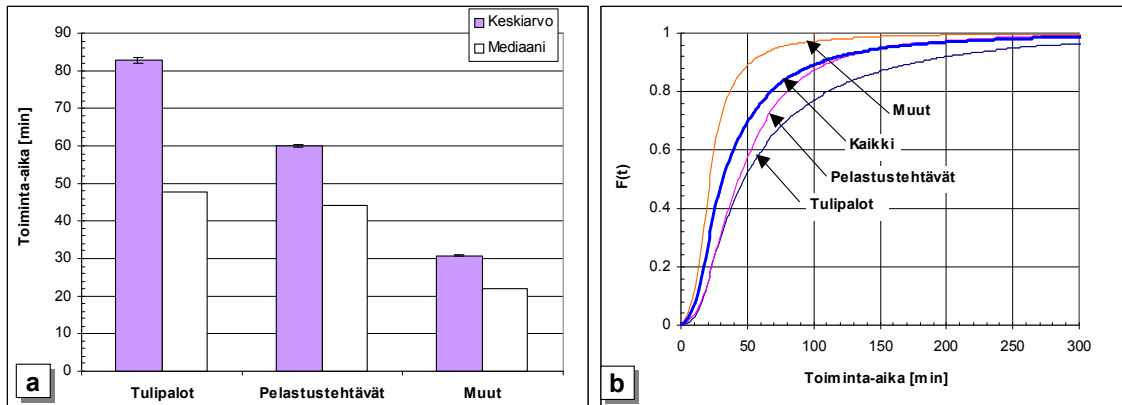 Keskiarvo
Mediaani
Toiminta-aika [min]
90
80
70
60
50
40
30
20
10
0
Tulipalot Pelastustehtävät Muut
a
F(t)
1
0.8
0.6
0.4
0.2
0
Muut
Kaikki
Pelastustehtävät
Tulipalot
0 50 100 150 200 250 300
Toiminta-aika [min]
b